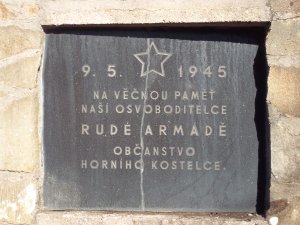 9. 5. 1945
NA VĚČNOU PAMĚŤ
NAŠÍ OSVOBODITELCE
RUDÉ ARMÁDĚ
OBČANSTVO
HORNÍHO KOSTELCE.